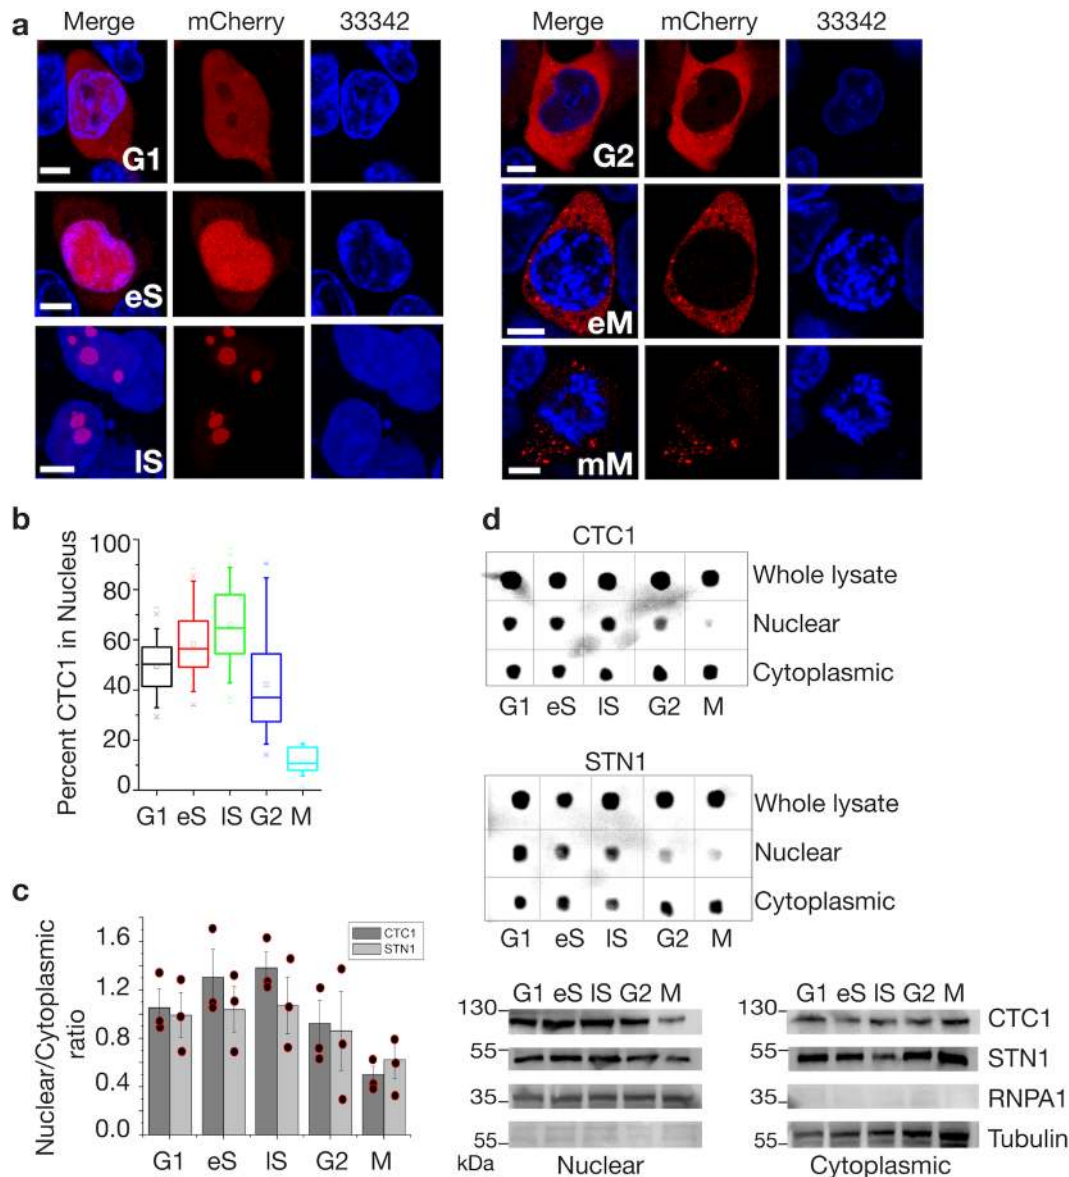 a
Merge mCherry 33342
G1
eS
lS
Merge mCherry 33342
G2
eM
mM
b
Percent CTC1 in Nucleus
100
80
60
40
20
0
G1 eS lS G2 M
c
Nuclear/Cytoplasmic
ratio
1.6
1.2
0.8
0.4
0.0
CTC1
STN1
G1 eS lS G2 M
d
CTC1
Whole lysate
Nuclear
Cytoplasmic
G1 eS lS G2 M
STN1
Whole lysate
Nuclear
Cytoplasmic
G1 eS lS G2 M
G1 eS lS G2 M
130
55
35
55
kDa
Nuclear
G1 eS lS G2 M
130 CTC1
55 STN1
35 RNPA1
55 Tubulin
Cytoplasmic